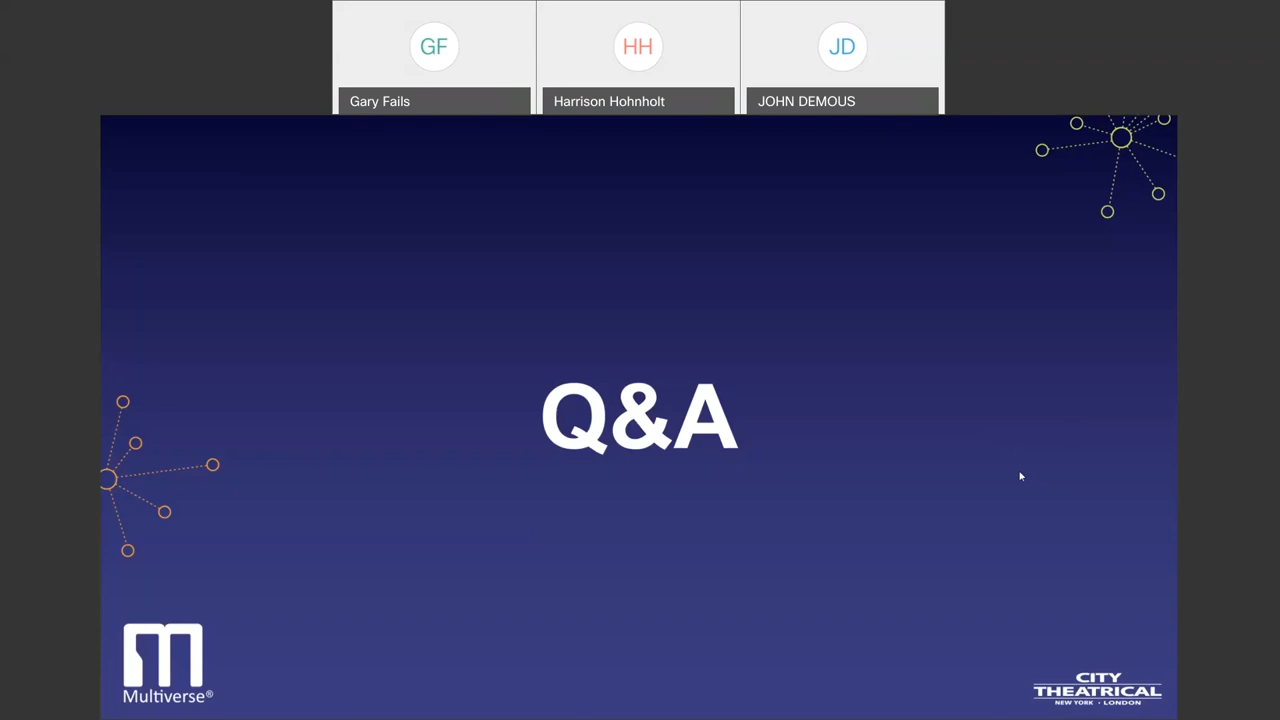 GF
HH
JD
Gary Fails
Harrison Hohnholt
JOHN DEMOUS
Q&A
Multiverse®
CITY
THEATRICAL
NEW YORK • LONDON